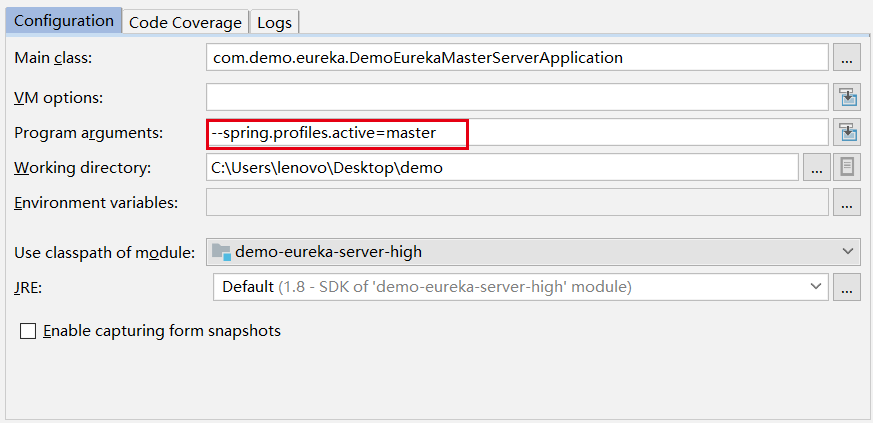 Configuration Code Coverage Logs
Main class: com.demo.eureka.DemoEurekaMasterServerApplication ...
VM options:
Program arguments: --spring.profiles.active=master
Working directory: C:\Users\lenovo\Desktop\demo ...
Environment variables: ...
Use classpath of module: demo-eureka-server-high
JRE: Default (1.8 - SDK of 'demo-eureka-server-high' module) ...
Enable capturing form snapshots